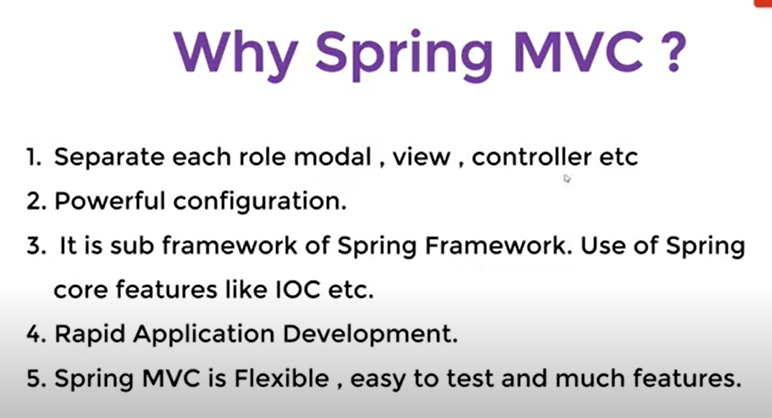 Why Spring MVC ?
1. Separate each role modal , view , controller etc
2. Powerful configuration.
3. It is sub framework of Spring Framework. Use of Spring
core features like IOC etc.
4. Rapid Application Development.
5. Spring MVC is Flexible , easy to test and much features.